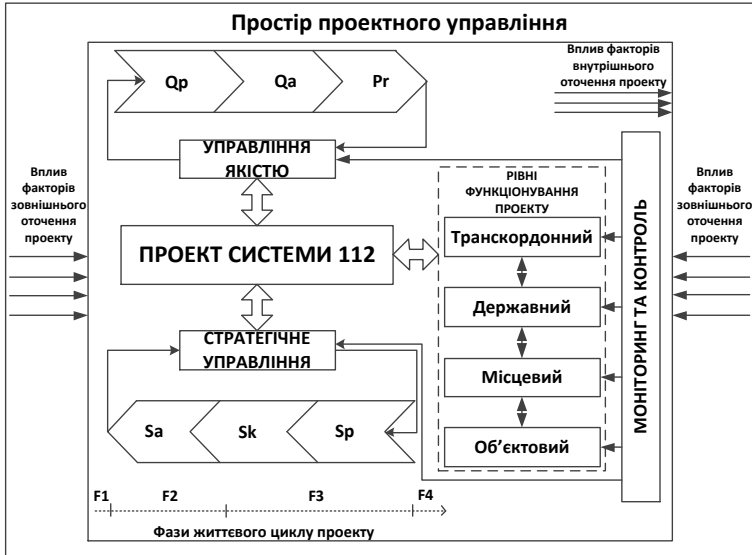 Простір проектного управління
Вплив факторів
внутрішнього
оточення проекту
Qp
Qa
Pr
УПРАВЛІННЯ
ЯКІСТЮ
Вплив
факторів
зовнішнього
оточення
проекту
РІВНІ
ФУНКЦІОНУВАННЯ
ПРОЕКТУ
Вплив
факторів
зовнішнього
оточення
проекту
ПРОЕКТ СИСТЕМИ 112
Транскордонний
Державний
Місцевий
Об’єктовий
МОНІТОРИНГ ТА КОНТРОЛЬ
СТРАТЕГІЧНЕ
УПРАВЛІННЯ
Sa
Sk
Sp
F1
F2
F3
F4
Фази життєвого циклу проекту